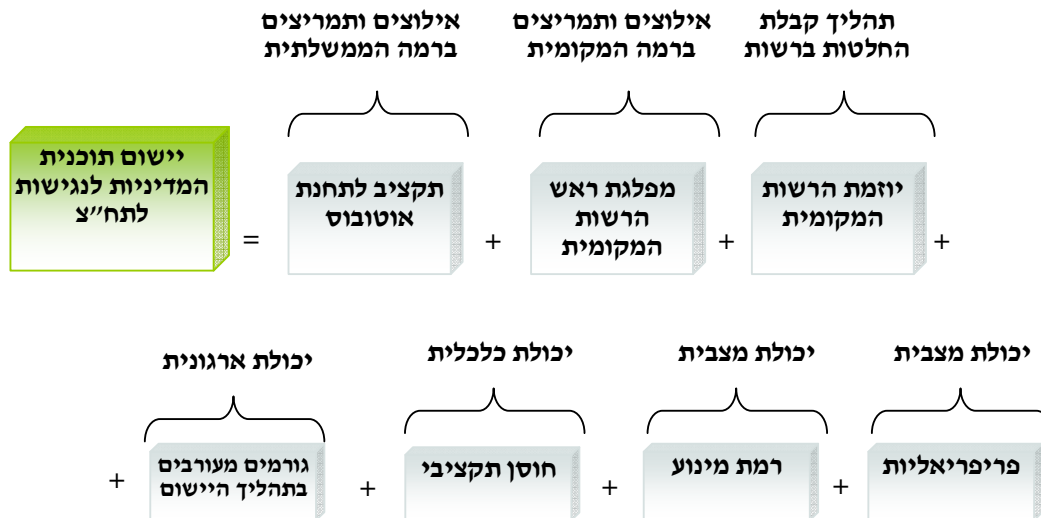 תהליך קבלת
החלטות ברשות
אילוצים ותמריצים
ברמה המקומית
אילוצים ותמריצים
ברמה הממשלתית
+
יוזמת הרשות
המקומית
+
מפלגת ראש
הרשות
המקומית
+
תקציב לתחנת
אוטובוס
=
יישום תוכנית
המדיניות לנגישות
לתח״צ
יכולת מצבית
יכולת מצבית
יכולת כלכלית
יכולת ארגונית
פריפריאליות
+
רמת מינוע
+
חוסן תקציבי
+
גורמים מעורבים
בתהליך היישום
+